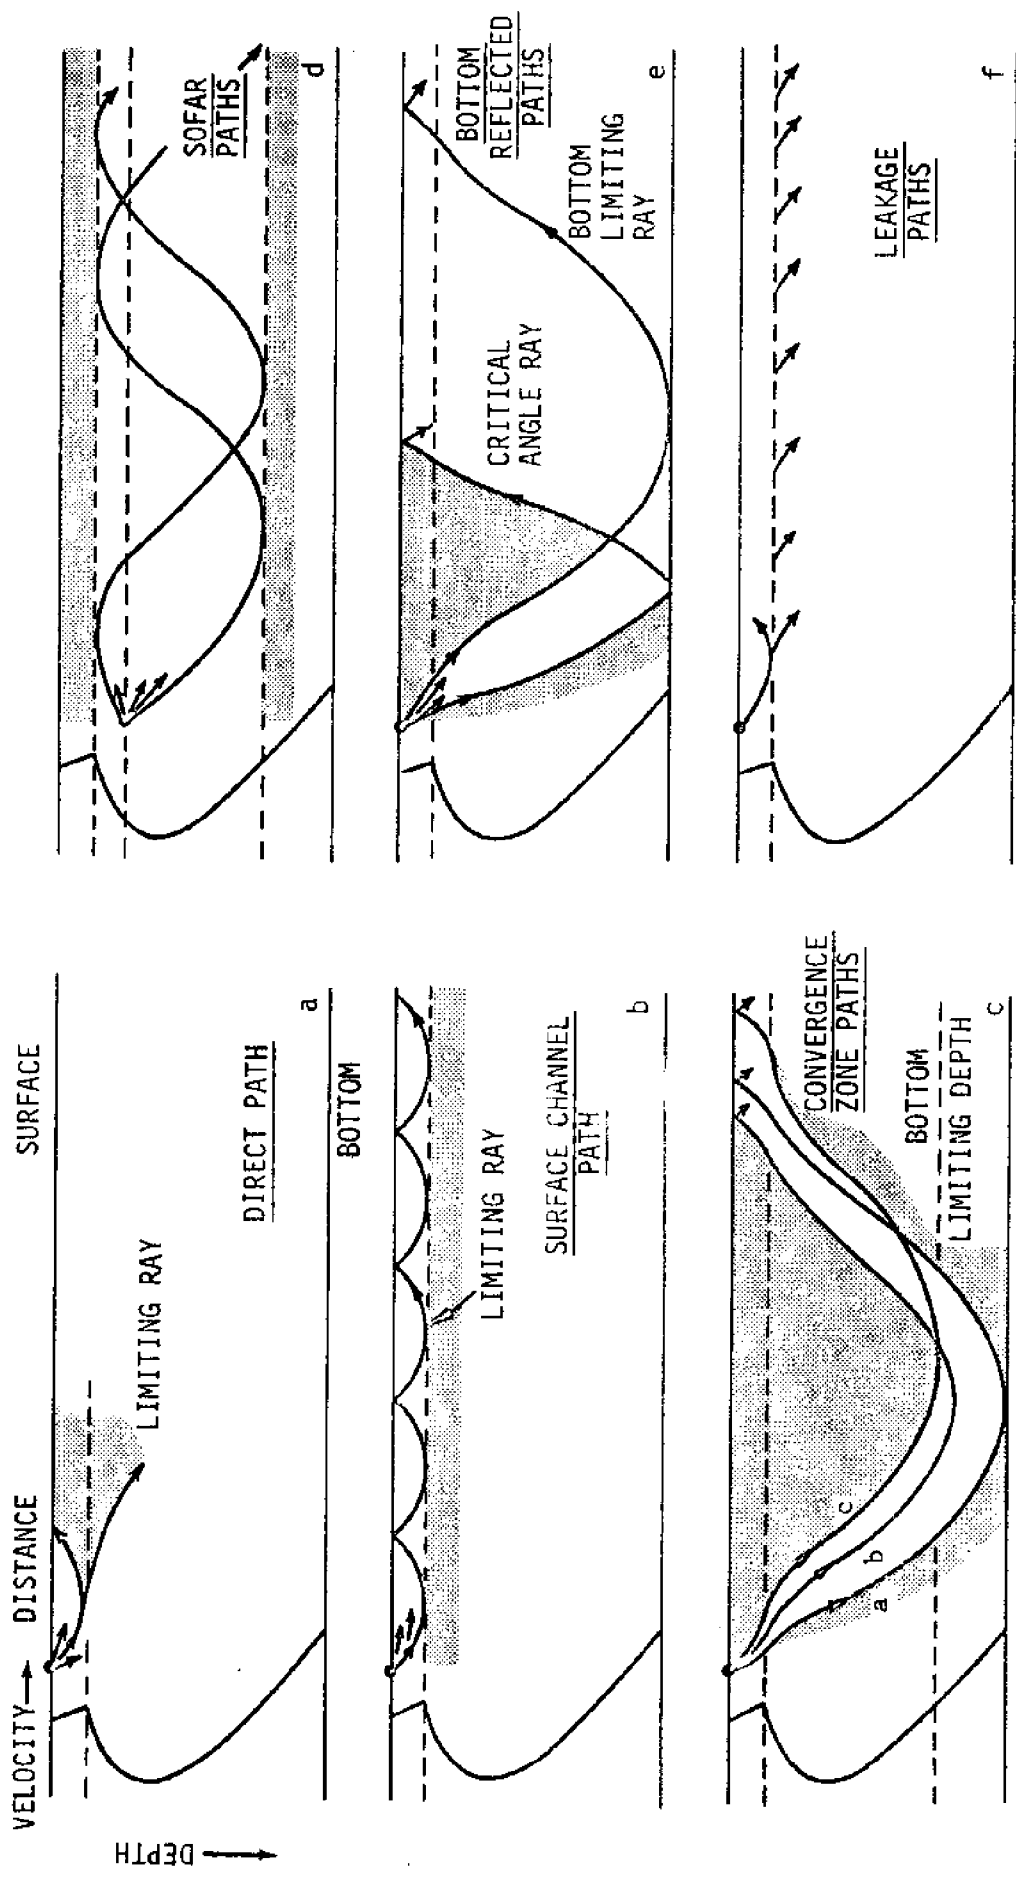 VELOCITY
DISTANCE
SURFACE
DEPTH
LIMITING RAY
DIRECT PATH
a
BOTTOM
LIMITING RAY
SURFACE CHANNEL
PATH
b
a
b
c
CONVERGENCE
ZONE PATHS
BOTTOM
LIMITING DEPTH
c
SOFAR
PATHS
d
CRITICAL
ANGLE RAY
BOTTOM
REFLECTED
PATHS
BOTTOM
LIMITING
RAY
e
LEAKAGE
PATHS
f